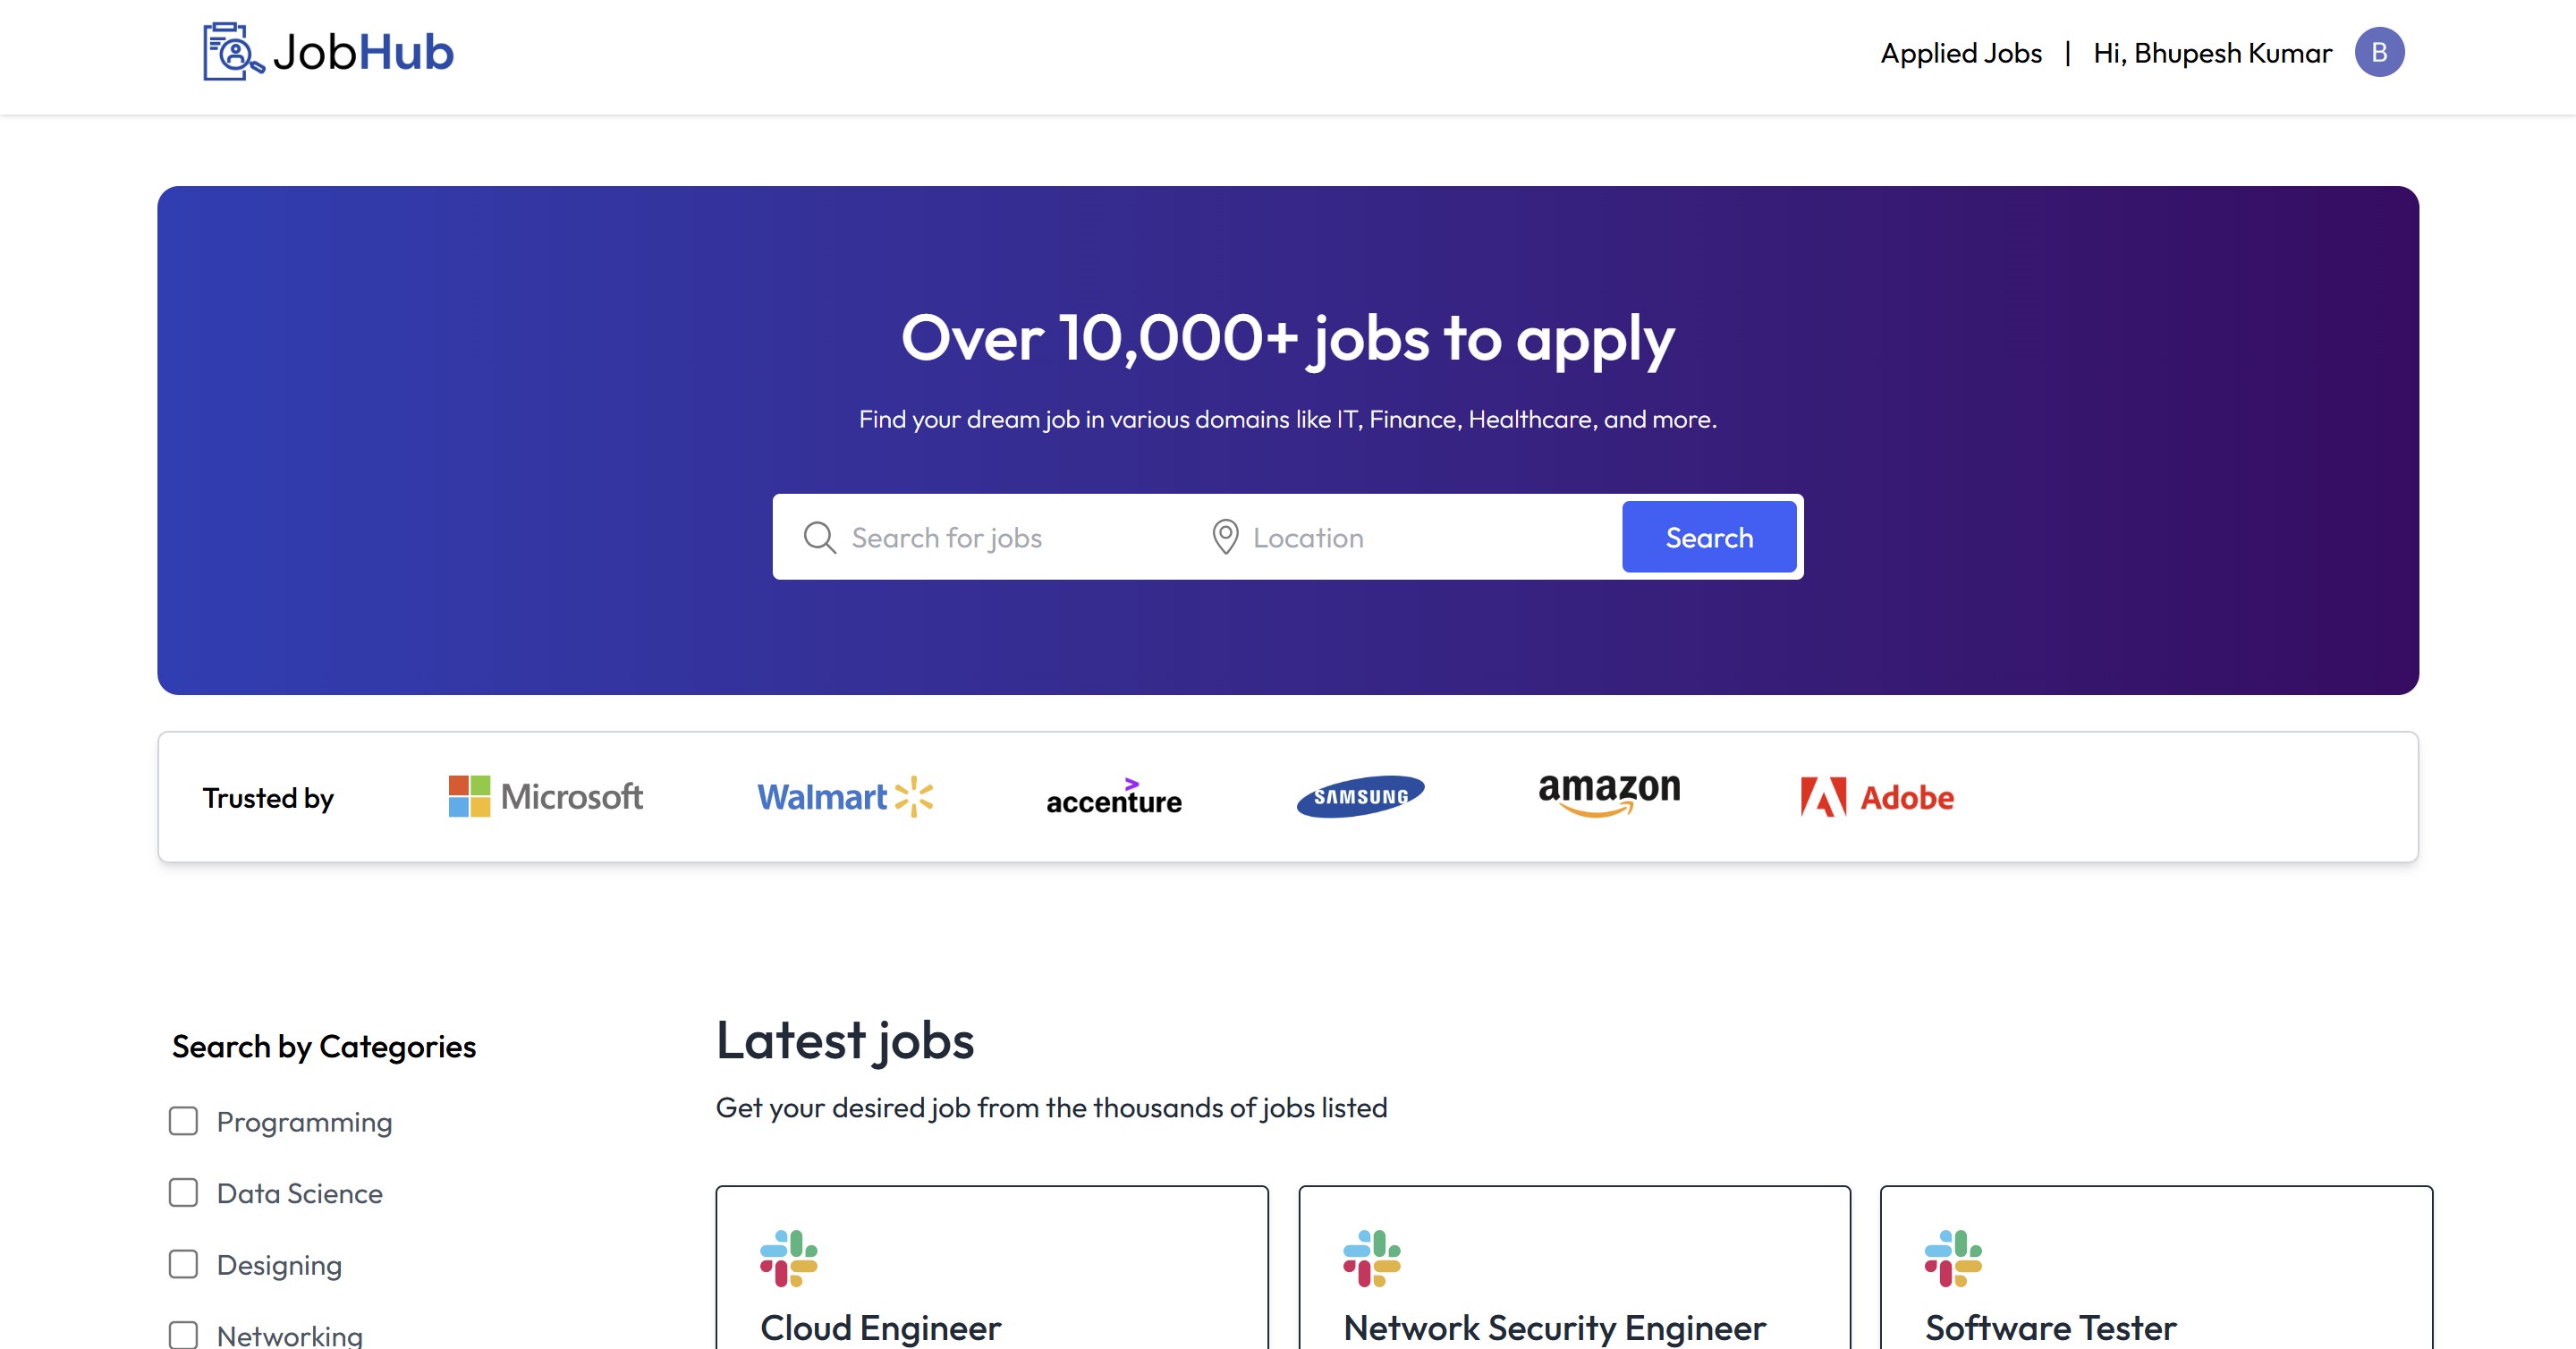 JobHub
Applied Jobs | Hi, Bhupesh Kumar B
Over 10,000+ jobs to apply
Find your dream job in various domains like IT, Finance, Healthcare, and more.
Search for jobs Location Search
Trusted by Microsoft Walmart accenture SAMSUNG amazon Adobe
Search by Categories
Programming
Data Science
Designing
Networking
Latest jobs
Get your desired job from the thousands of jobs listed
Cloud Engineer
Network Security Engineer
Software Tester